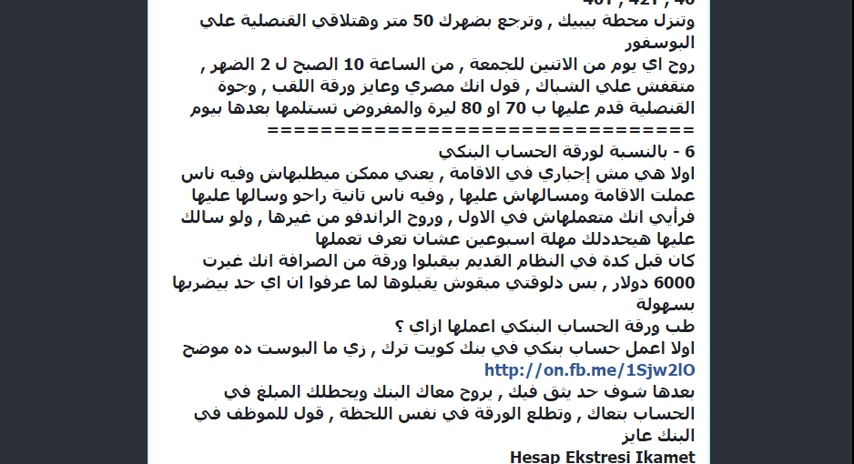 40 , 421 , 401
وتنزل محطة بيبيك , وترجع بضهرك 50 متر وهتلاقي القنصلية علي
البوسفور
روح اي يوم من الاتنين للجمعة , من الساعة 10 الصبح ل 2 الضهر ,
متقفش علي الشباك , قول انك مصري وعايز ورقة اللقب , وجوة
القنصلية قدم عليها ب 70 او 80 ليرة والمفروض تستلمها بعدها بيوم
================================
6 - بالنسبة لورقة الحساب البنكي
اولا هي مش إجباري في الاقامة , يعني ممكن ميطلبهاش وفيه ناس
عملت الاقامة ومسالهاش عليها , وفيه ناس تانية راحو وسالها عليها
فرأيي انك متعملهاش في الاول , وروح الراندفو من غيرها , ولو سالك
عليها هيحددلك مهلة اسبوعين عشان تعرف تعملها
كان قبل كدة في النظام القديم بيقبلوا ورقة من الصرافة انك غيرت
6000 دولار , بس دلوقتي مبقوش يقبلوها لما عرفوا ان اي حد بيضربها
بسهولة
طب ورقة الحساب البنكي اعملها ازاي ؟
اولا اعمل حساب بنكي في بنك كويت ترك , زي ما البوست ده موضح
http://on.fb.me/1Sjw2lO
بعدها شوف حد يثق فيك , يروح معاك البنك ويحطلك المبلغ في
الحساب بتعاك , وتطلع الورقة في نفس اللحظة , قول للموظف في
البنك عايز
Hesap Ekstresi Ikamet